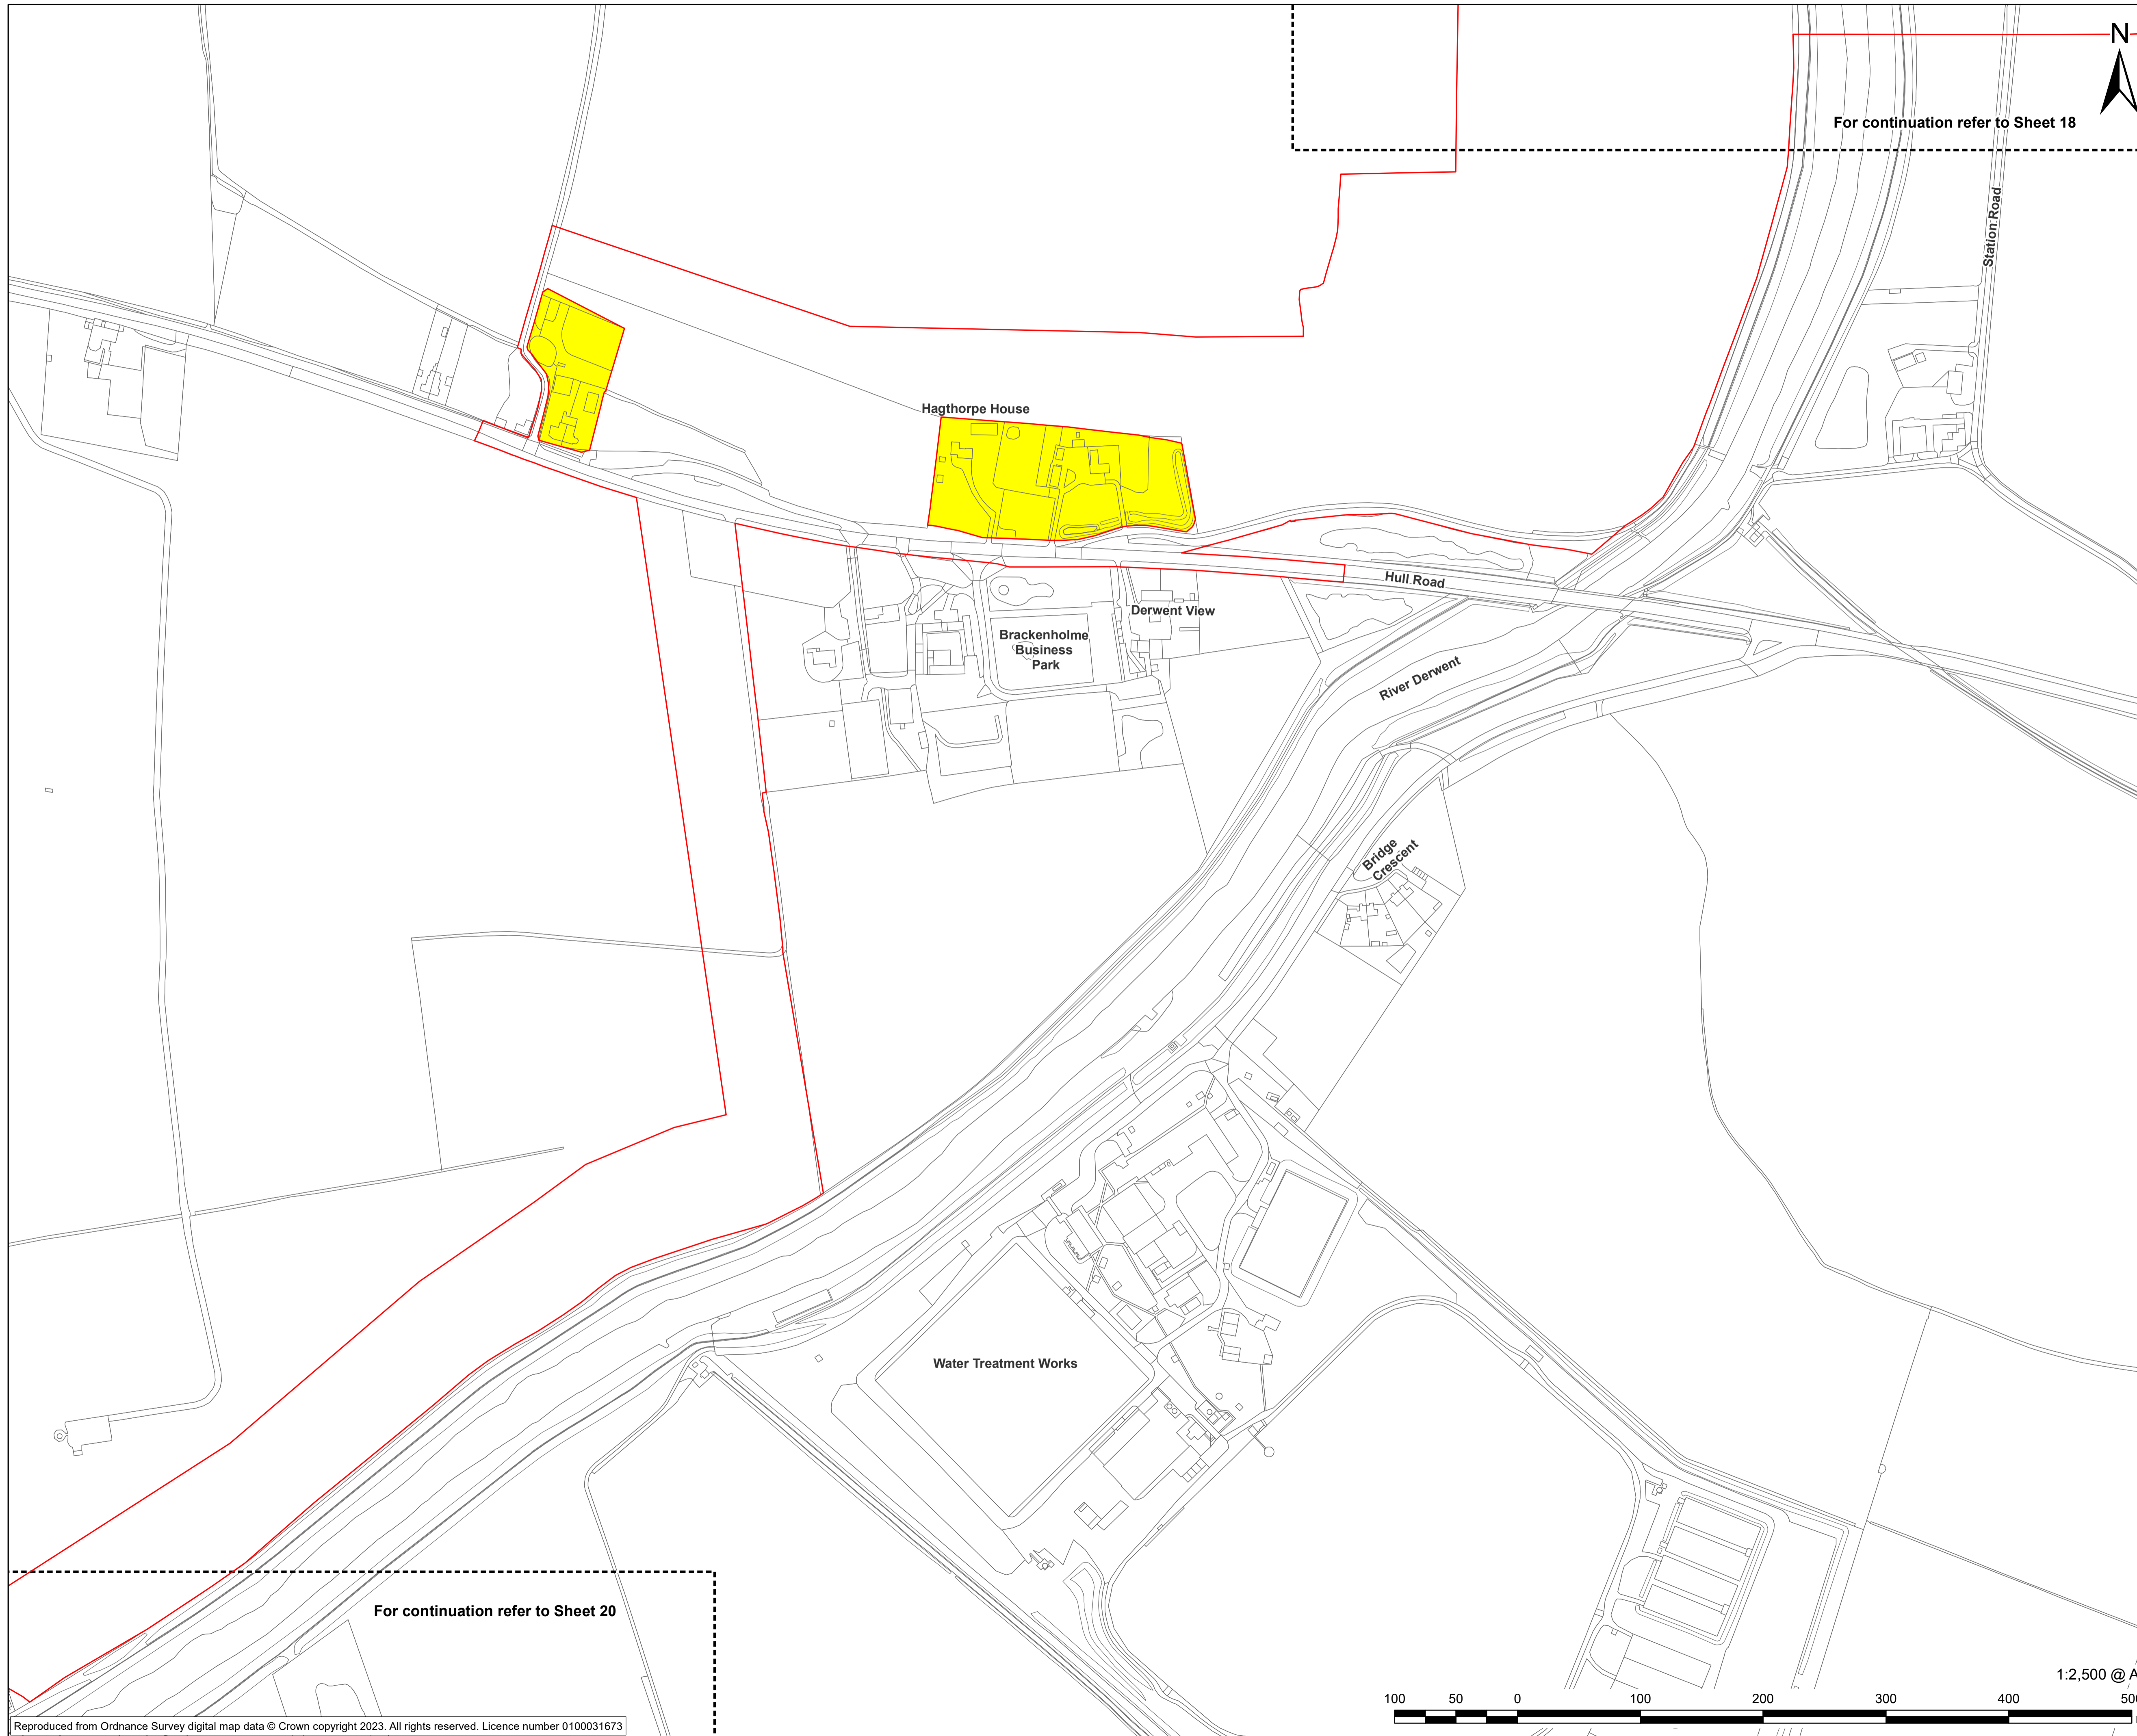 N
For continuation refer to Sheet 18
Station Road
Hagthorpe House
Hull Road
Derwent View
Brackenholme
Business
Park
River Derwent
Bridge
Crescent
Water Treatment Works
For continuation refer to Sheet 20
1:2,500 @ A
100 50 0 100 200 300 400
Reproduced from Ordnance Survey digital map data © Crown copyright 2023. All rights reserved. Licence number 0100031673